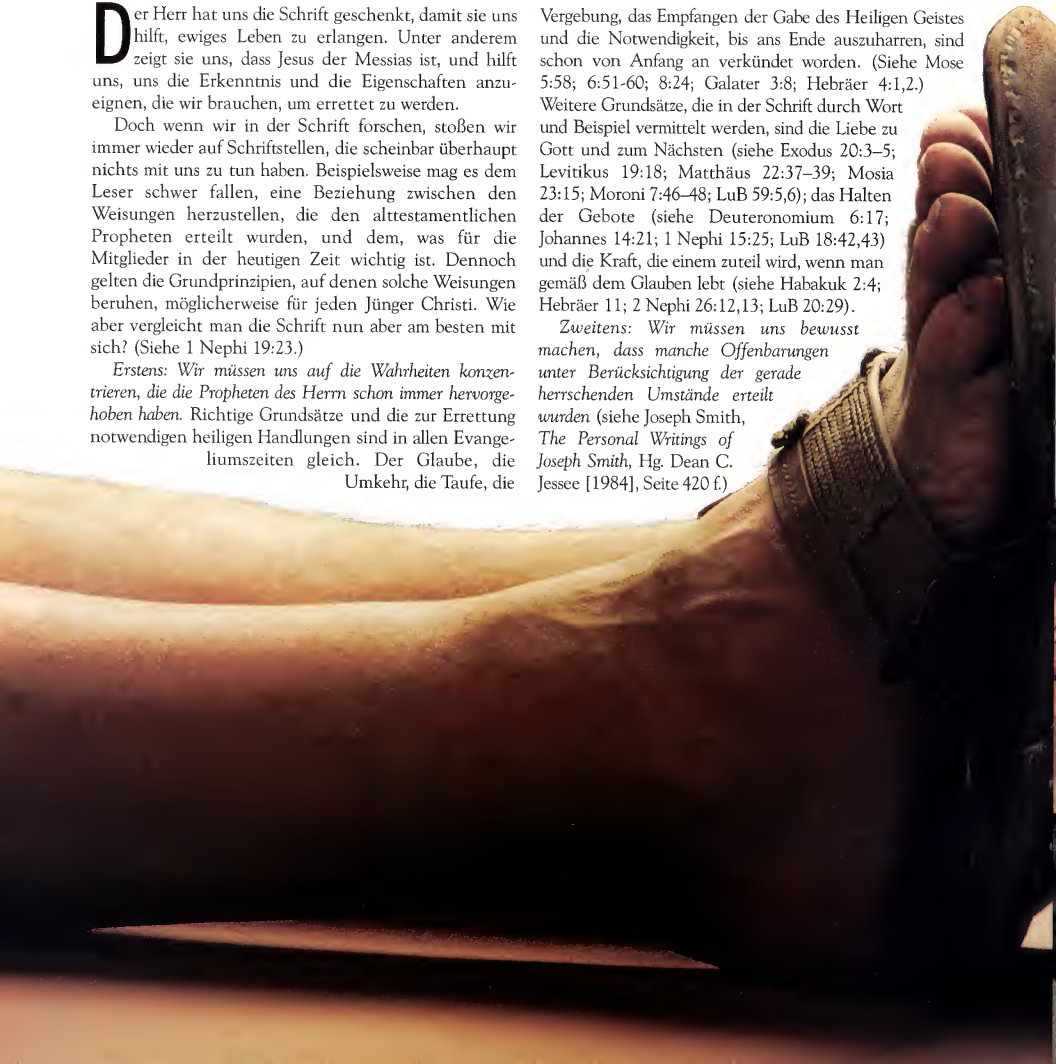 Der Herr hat uns die Schrift geschenkt, damit sie uns
hilft, ewiges Leben zu erlangen. Unter anderem
zeigt sie uns, dass Jesus der Messias ist, und hilft
uns, uns die Erkenntnis und die Eigenschaften anzu-
eignen, die wir brauchen, um errettet zu werden.
Doch wenn wir in der Schrift forschen, stoßen wir
immer wieder auf Schriftstellen, die scheinbar überhaupt
nichts mit uns zu tun haben. Beispielsweise mag es dem
Leser schwer fallen, eine Beziehung zwischen den
Weisungen herzustellen, die den alttestamentlichen
Propheten erteilt wurden, und dem, was für die
Mitglieder in der heutigen Zeit wichtig ist. Dennoch
gelten die Grundprinzipien, auf denen solche Weisungen
beruhen, möglicherweise für jeden Jünger Christi. Wie
aber vergleicht man die Schrift nun aber am besten mit
sich? (Siehe 1 Nephi 19:23.)
Erstens: Wir müssen uns auf die Wahrheiten konzen-
trieren, die die Propheten des Herrn schon immer hervorge-
hoben haben. Richtige Grundsätze und die zur Errettung
notwendigen heiligen Handlungen sind in allen Evange-
liumszeiten gleich. Der Glaube, die
Umkehr, die Taufe, die
Vergebung, das Empfangen der Gabe des Heiligen Geistes
und die Notwendigkeit, bis ans Ende auszuharren, sind
schon von Anfang an verkündet worden. (Siehe Mose
5:58; 6:51-60; 8:24; Galater 3:8; Hebräer 4:1,2.)
Weitere Grundsätze, die in der Schrift durch Wort
und Beispiel vermittelt werden, sind die Liebe zu
Gott und zum Nächsten (siehe Exodus 20:3–5;
Levitikus 19:18; Matthäus 22:37–39; Mosia
23:15; Moroni 7:46–48; LuB 59:5,6); das Halten
der Gebote (siehe Deuteronomium 6:17;
Johannes 14:21; 1 Nephi 15:25; LuB 18:42,43)
und die Kraft, die einem zuteil wird, wenn man
gemäß dem Glauben lebt (siehe Habakuk 2:4;
Hebräer 11; 2 Nephi 26:12,13; LuB 20:29).
Zweitens: Wir müssen uns bewusst
machen, dass manche Offenbarungen
unter Berücksichtigung der gerade
herrschenden Umstände erteilt
wurden (siehe Joseph Smith,
The Personal Writings of
Joseph Smith, Hg. Dean C.
Jessee [1984], Seite 420 f.)